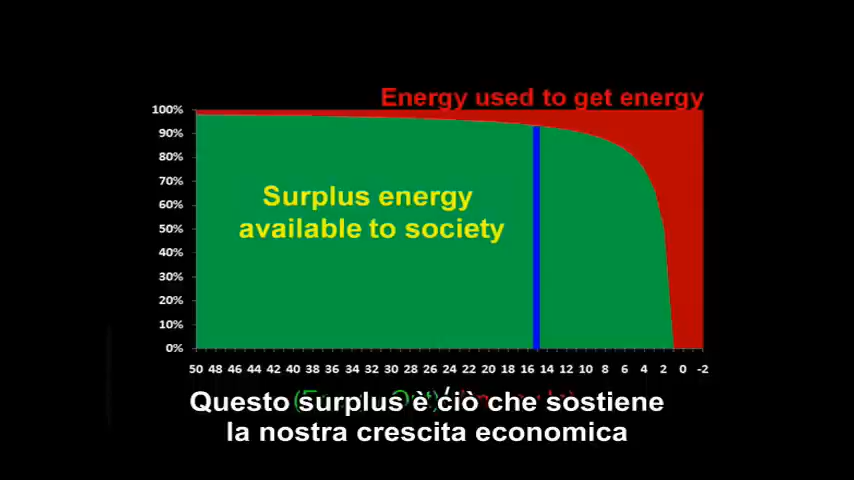 Energy used to get energy
100%
90%
80%
70%
60%
50%
40%
30%
20%
10%
0%
Surplus energy
available to society
50 48 46 44 42 40 38 36 34 32 30 28 26 24 22 20 18 16 14 12 10 8 6 4 2 0 -2
Questo surplus è ciò che sostiene
la nostra crescita economica